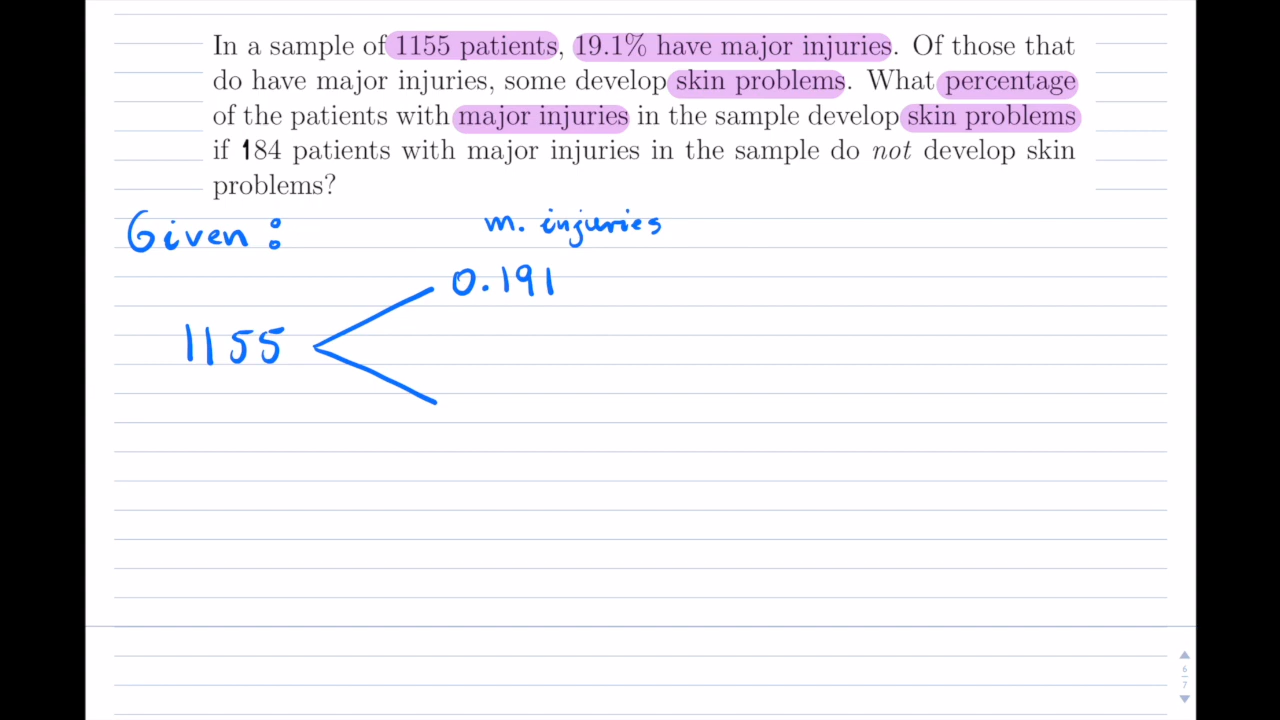 In a sample of 1155 patients, 19.1% have major injuries. Of those that
do have major injuries, some develop skin problems. What percentage
of the patients with major injuries in the sample develop skin problems
if 184 patients with major injuries in the sample do not develop skin
problems?
Given:
m. injuries
0.191
1155
6
7